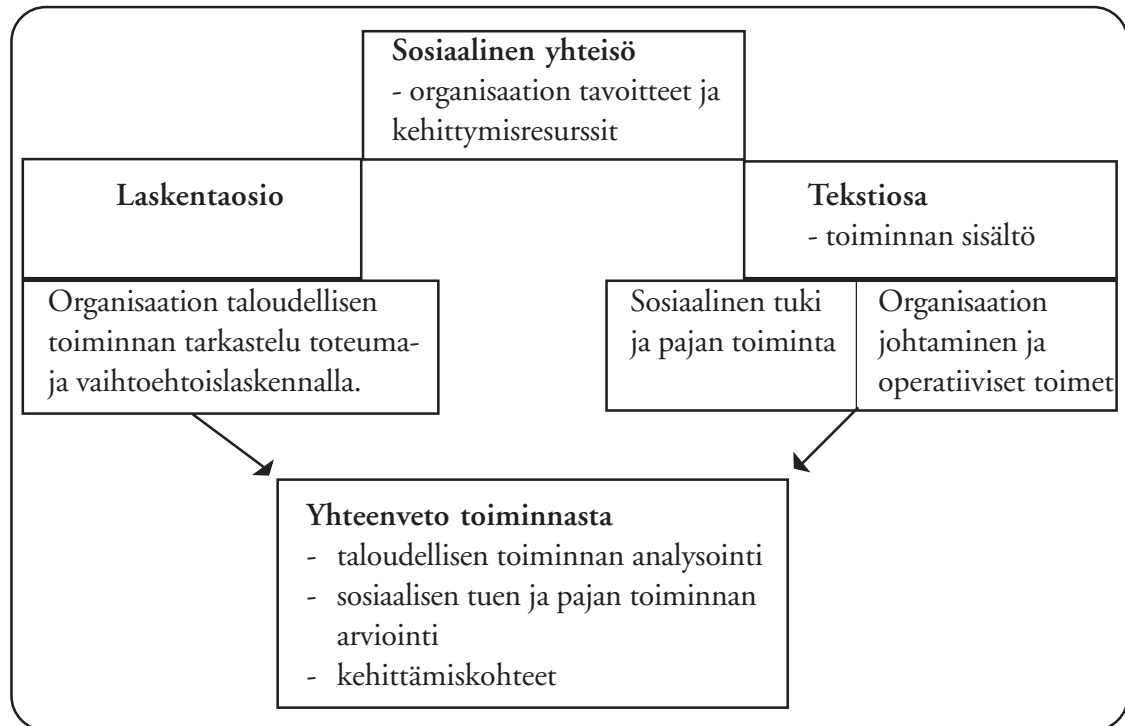 Sosiaalinen yhteisö
- organisaation tavoitteet ja
kehittymisresurssit
Laskentaosio
Tekstiosa
- toiminnan sisältö
Organisaation taloudellisen
toiminnan tarkastelu toteuma-
ja vaihtoehtoislaskennalla.
Sosiaalinen tuki
ja pajan toiminta
Organisaation
johtaminen ja
operatiiviset toimet
Yhteenveto toiminnasta
- taloudellisen toiminnan analysointi
- sosiaalisen tuen ja pajan toiminnan
arviointi
- kehittämiskohteet